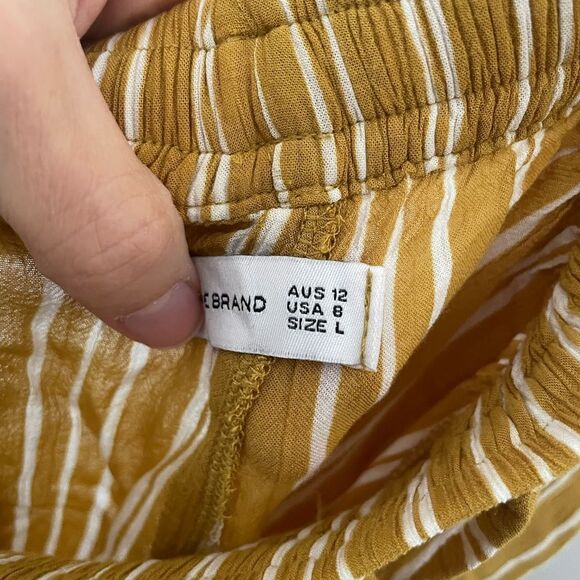 BRAND
AUS 12
USA 8
SIZE L